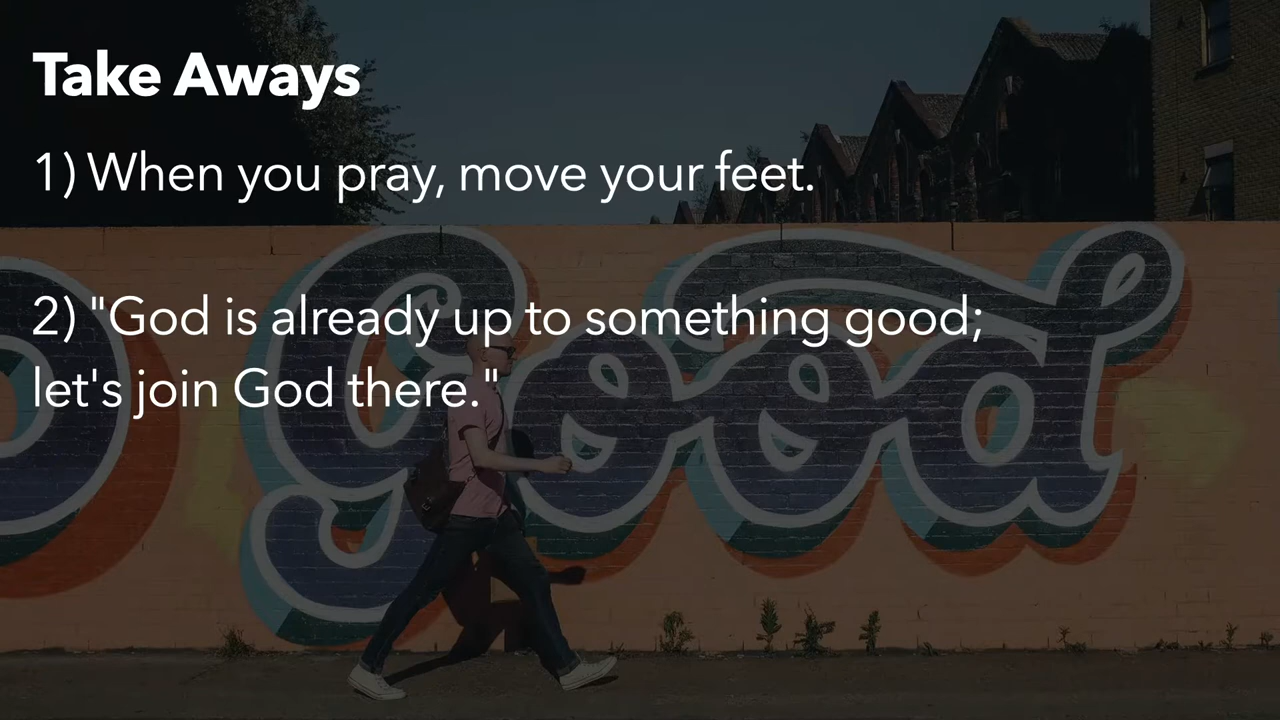 Take Aways
1) When you pray, move your feet.
2) "God is already up to something good;
let's join God there."
good